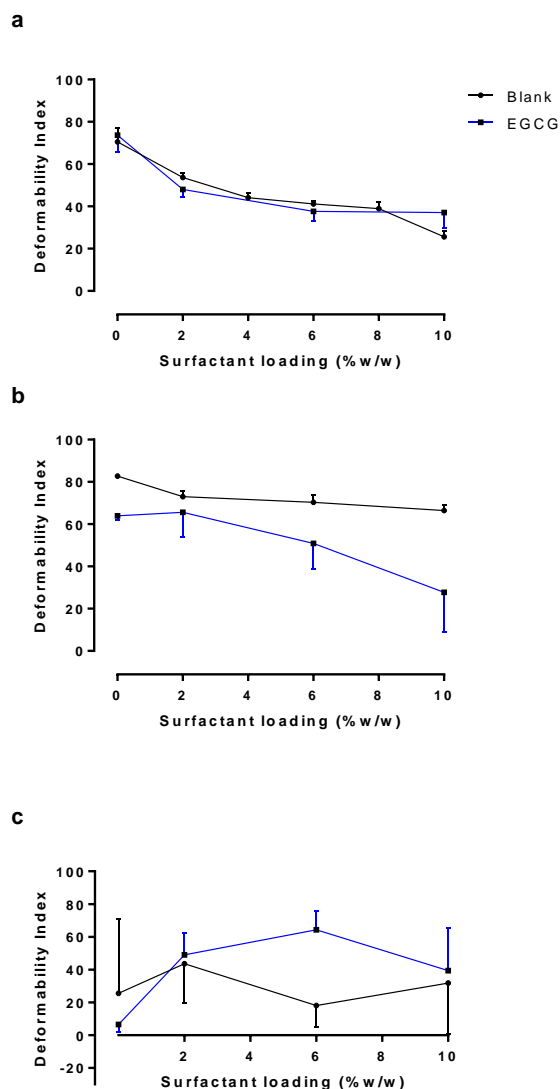 a
100
80
60
40
20
0
Deformability Index
Blank
EGCG
0 2 4 6 8 10
Surfactant loading (%w/w)
b
100
80
60
40
20
0
Deformability Index
0 2 4 6 8 10
Surfactant loading (%w/w)
c
100
80
60
40
20
0
-20
Deformability Index
2 4 6 8 10
Surfactant loading (%w/w)